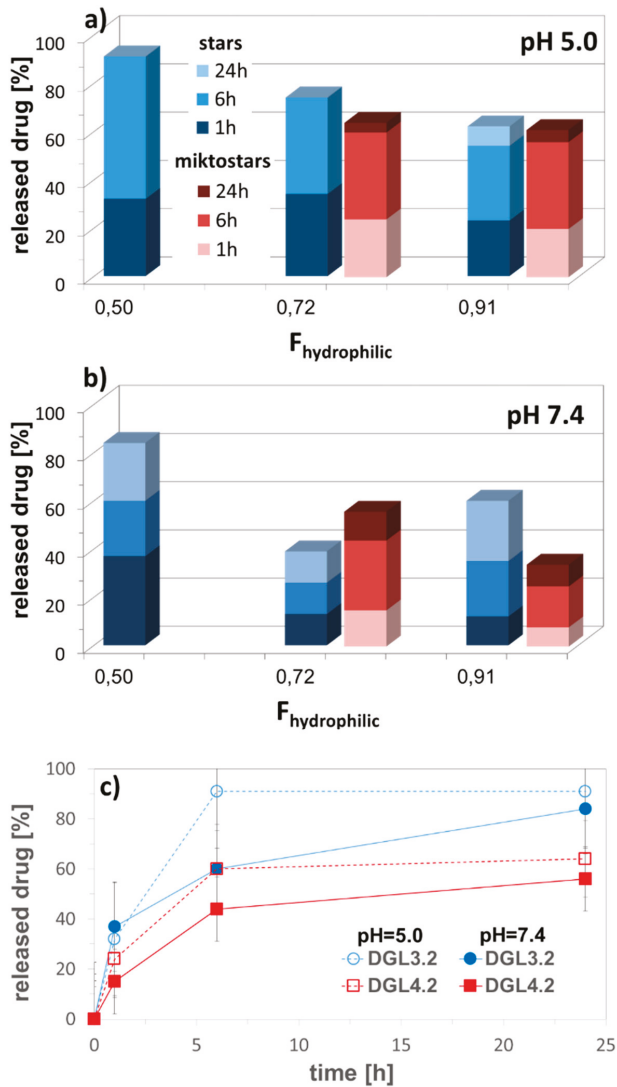 a)
pH 5.0
100
80
60
40
20
0
released drug [%]
stars
24h
6h
1h
miktostars
24h
6h
1h
0,50 0,72 0,91
Fhydrophilic
b)
pH 7.4
100
80
60
40
20
0
released drug [%]
0,50 0,72 0,91
Fhydrophilic
c)
100
80
60
40
20
0
released drug [%]
pH=5.0 pH=7.4
DGL3.2 DGL3.2
DGL4.2 DGL4.2
0 5 10 15 20 25
time [h]